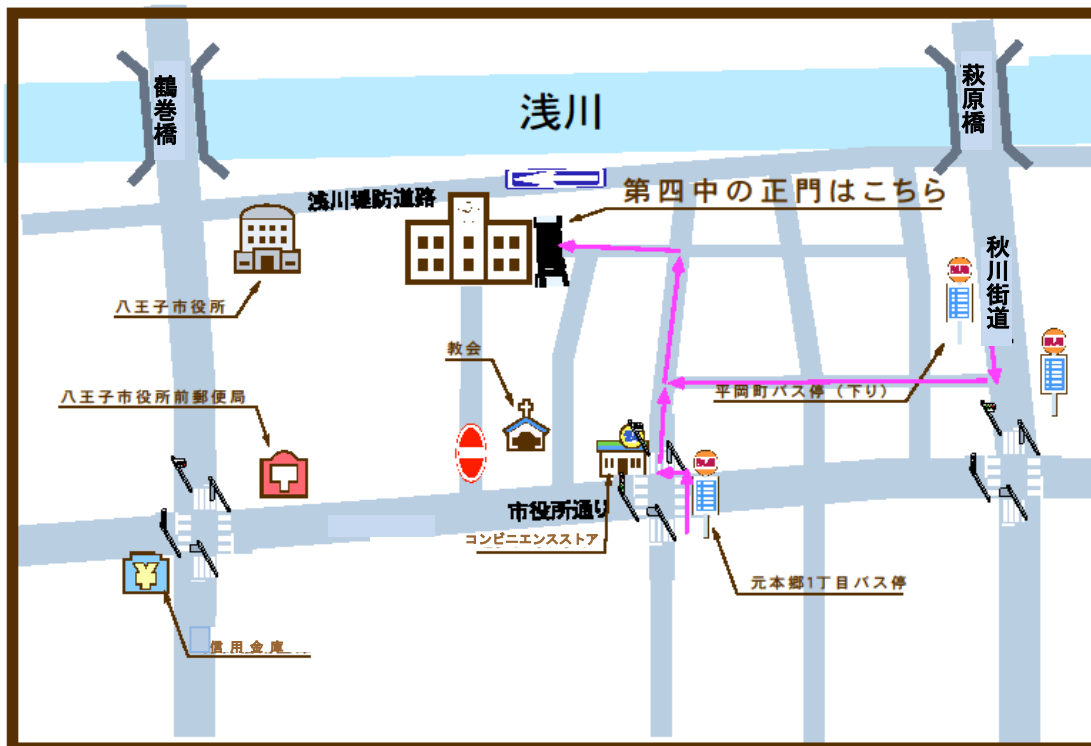 鶴巻橋
萩原橋
浅川
浅川堤防道路
第四中の正門はこちら
秋川街道
八王子市役所
教会
八王子市役所前郵便局
平岡町バス停（下り）
市役所通り
コンビニエンスストア
元本郷1丁目バス停
信用金庫
BUS
BUS
BUS